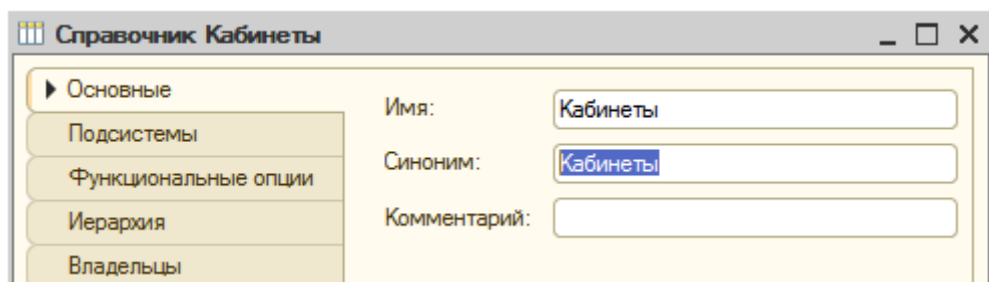 Справочник Кабинеты
Основные
Подсистемы
Функциональные опции
Иерархия
Владельцы
Имя: Кабинеты
Синоним: Кабинеты
Комментарий: